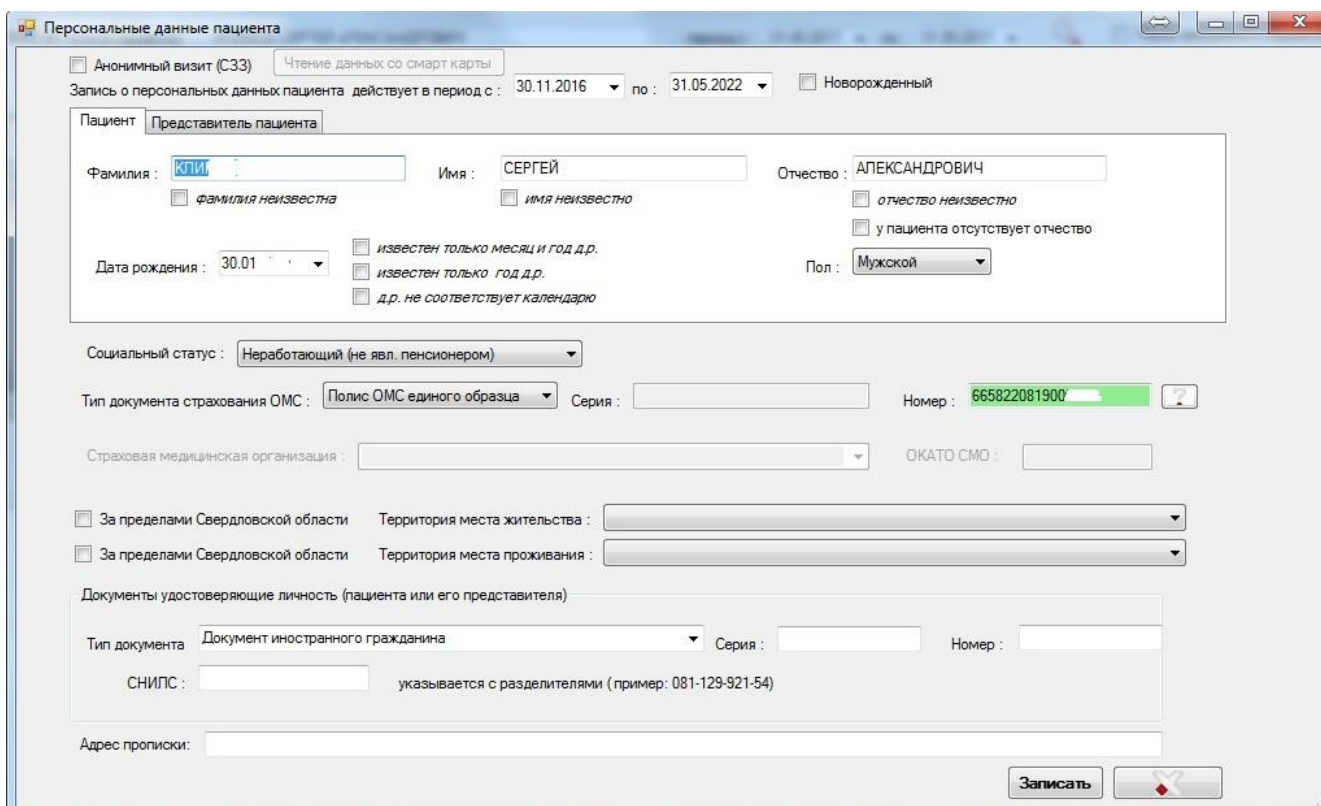 Персональные данные пациента
Анонимный визит (СЗЗ) Чтение данных со смарт карты
Запись о персональных данных пациента действует в период с : 30.11.2016 по : 31.05.2022 Новорожденный
Пациент Представитель пациента
Фамилия : Имя : СЕРГЕЙ Отчество : АЛЕКСАНДРОВИЧ
фамилия неизвестна имя неизвестно отчество неизвестно
у пациента отсутствует отчество
известен только месяц и год д.р.
Дата рождения : 30.01 Пол : Мужской
известен только год д.р.
д.р. не соответствует календарю
Социальный статус : Неработающий (не явл. пенсионером)
Тип документа страхования ОМС : Полис ОМС единого образца Серия : Номер : 665822081900
Страховая медицинская организация : ОКАТО СМО :
За пределами Свердловской области Территория места жительства :
За пределами Свердловской области Территория места проживания :
Документы удостоверяющие личность (пациента или его представителя)
Тип документа Документ иностранного гражданина Серия : Номер :
СНИЛС : указывается с разделителями ( пример: 081-129-921-54)
Адрес прописки:
Записать